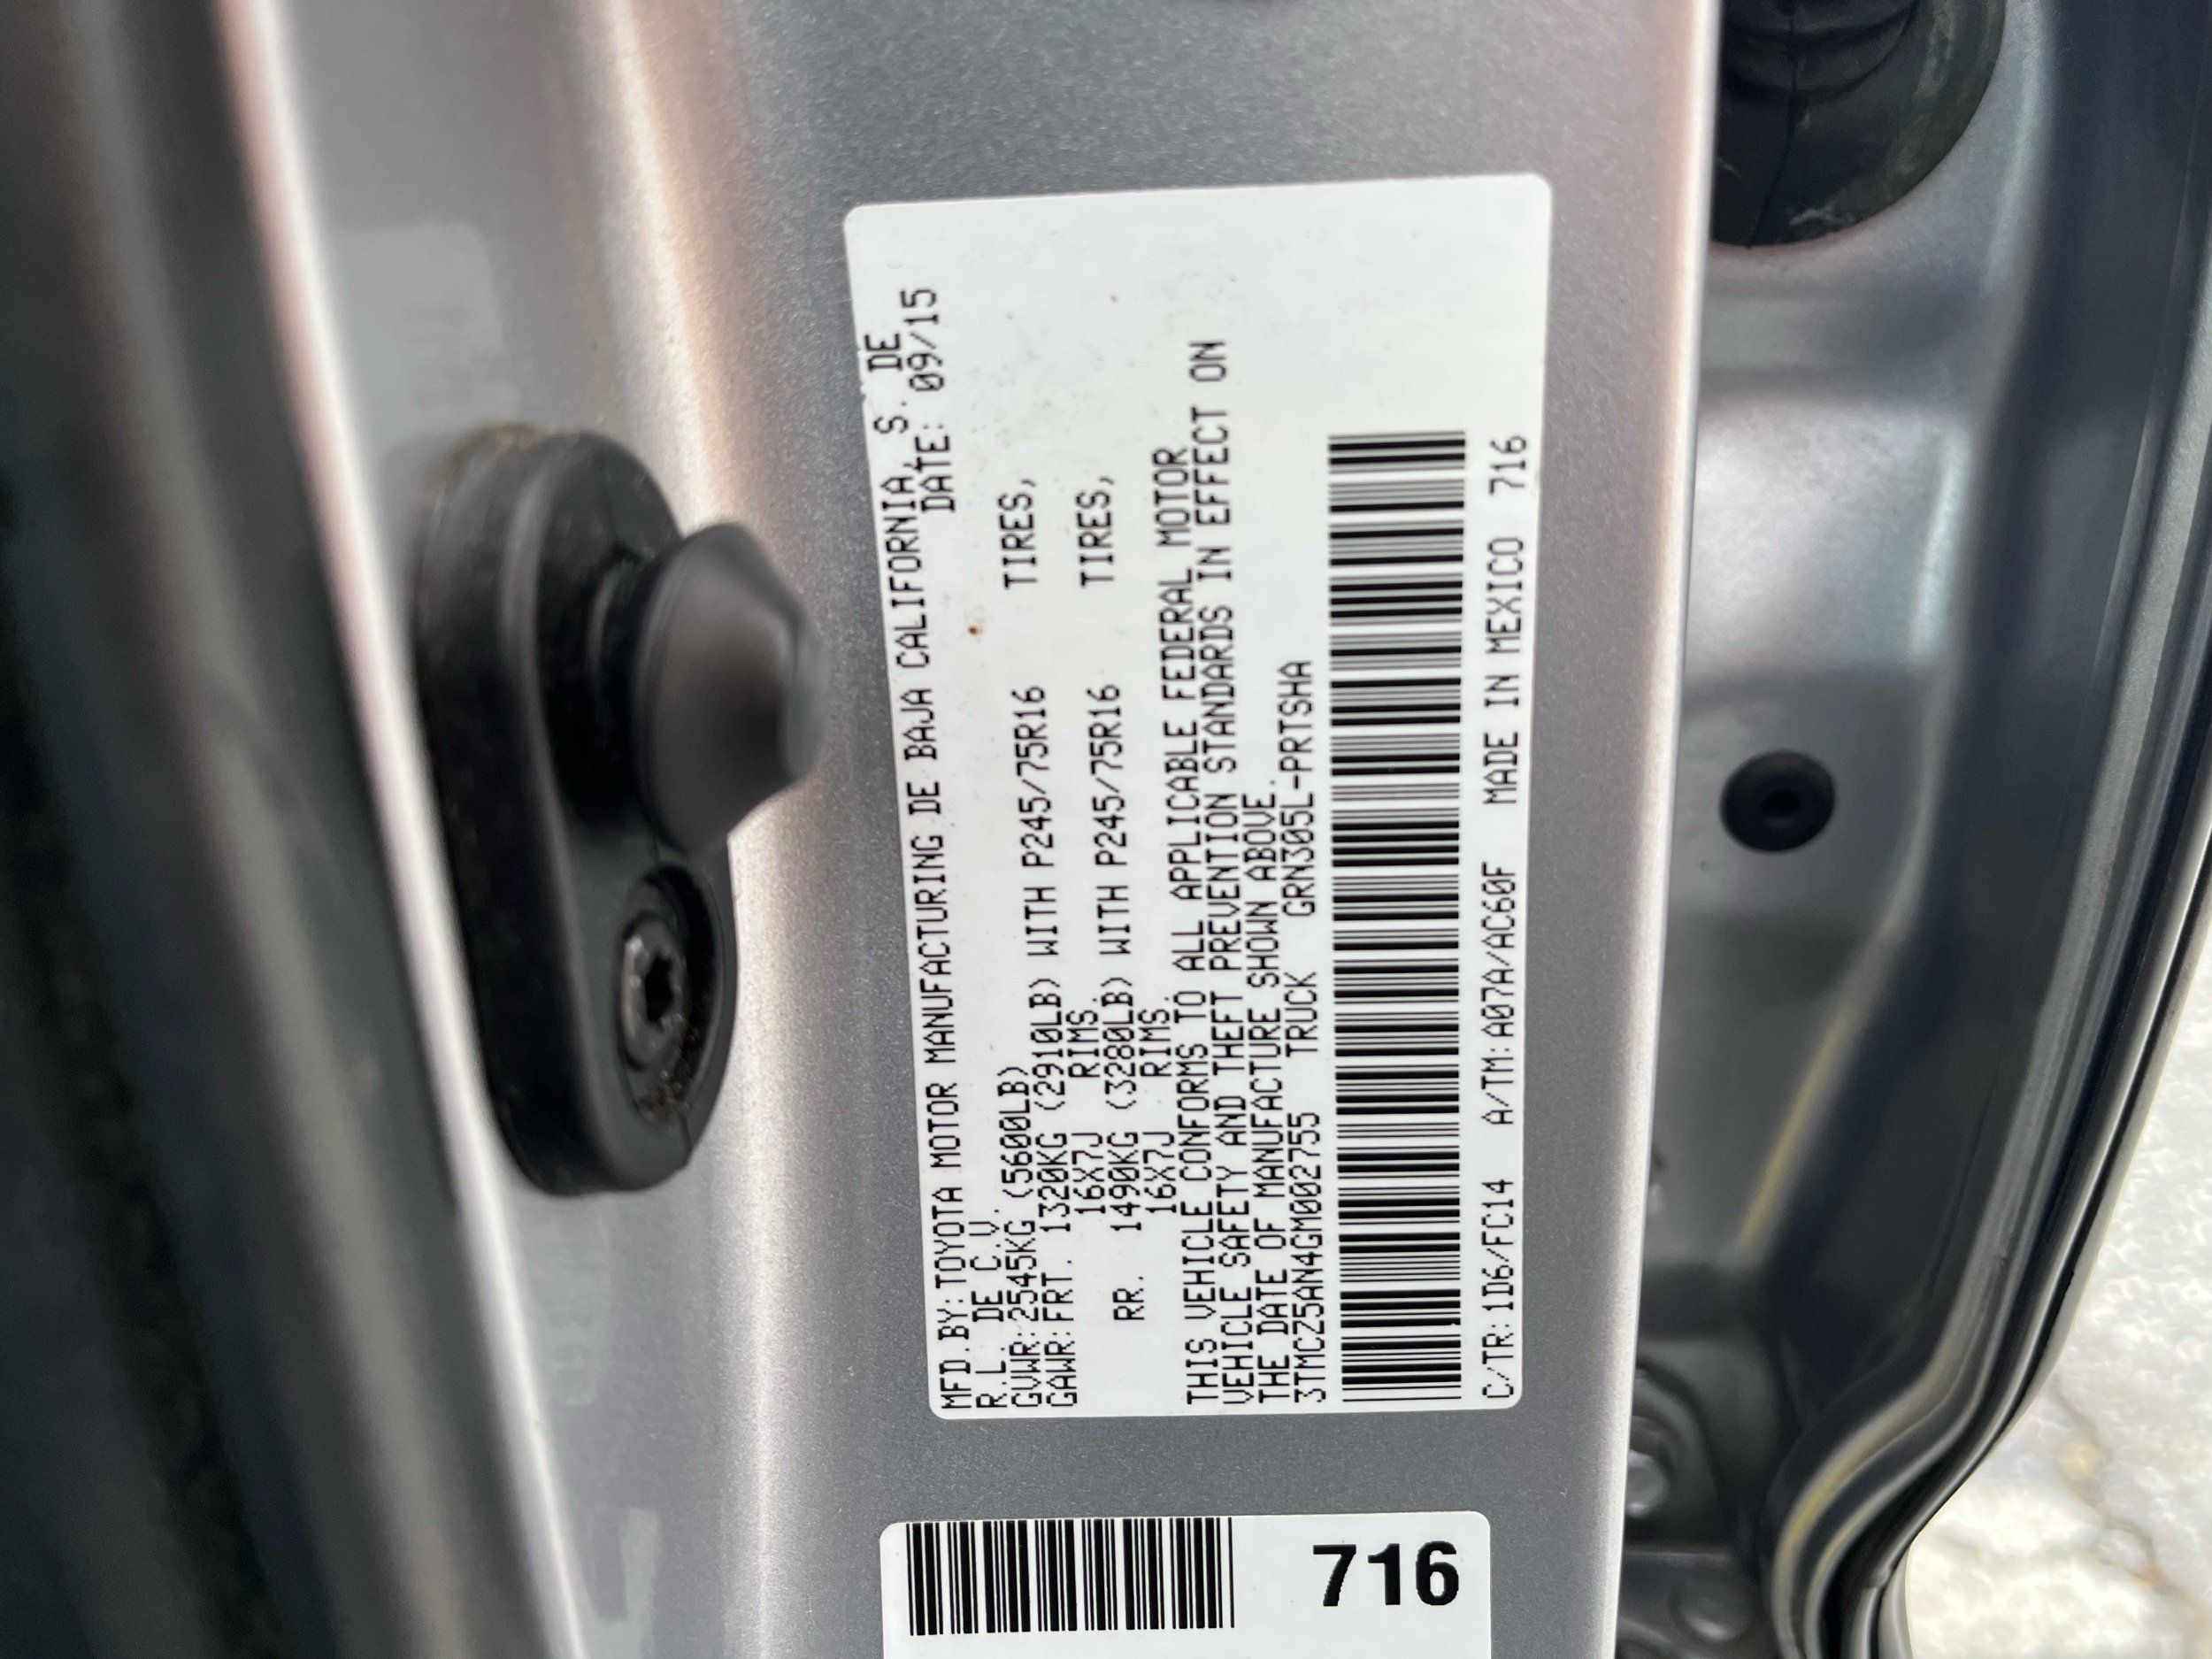 MFD.BY:TOYOTA MOTOR MANUFACTURING DE BAJA CALIFORNIA, S. DE
R.L. DE C.V. DATE: 09/15
GVWR:2545KG (5600LB)
GAWR:FRT. 1320KG (2910LB) WITH P245/75R16 TIRES,
16X7J RIMS.
RR. 1490KG (3280LB) WITH P245/75R16 TIRES,
16X7J RIMS.
THIS VEHICLE CONFORMS TO ALL APPLICABLE FEDERAL MOTOR
VEHICLE SAFETY AND THEFT PREVENTION STANDARDS IN EFFECT ON
THE DATE OF MANUFACTURE SHOWN ABOVE.
3TMCZ5AN4GM002755 TRUCK GRN305L-PRTSHA
C/TR:1D6/FC14 A/TM:A07A/AC60F MADE IN MEXICO 716
716